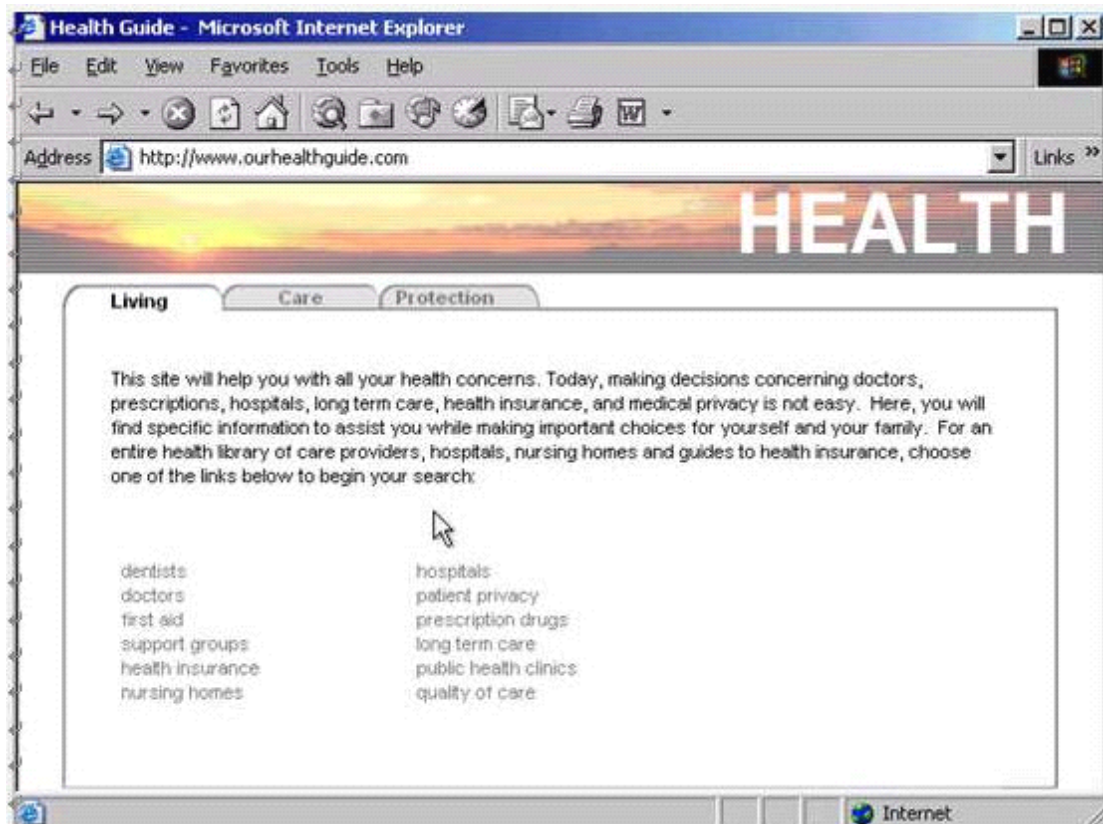 Health Guide - Microsoft Internet Explorer
File Edit View Favorites Tools Help
W
Address http://www.ourhealthguide.com Links »
HEALTH
Living Care Protection
This site will help you with all your health concerns. Today, making decisions concerning doctors,
prescriptions, hospitals, long term care, health insurance, and medical privacy is not easy. Here, you will
find specific information to assist you while making important choices for yourself and your family. For an
entire health library of care providers, hospitals, nursing homes and guides to health insurance, choose
one of the links below to begin your search:
dentists hospitals
doctors patient privacy
first aid prescription drugs
support groups long term care
health insurance public health clinics
nursing homes quality of care
Internet